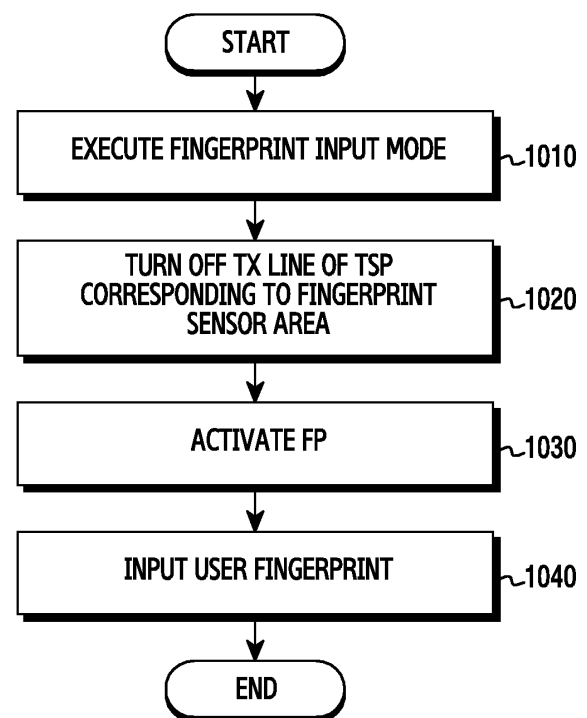 START
EXECUTE FINGERPRINT INPUT MODE
1010
TURN OFF TX LINE OF TSP
CORRESPONDING TO FINGERPRINT
SENSOR AREA
1020
ACTIVATE FP
1030
INPUT USER FINGERPRINT
1040
END